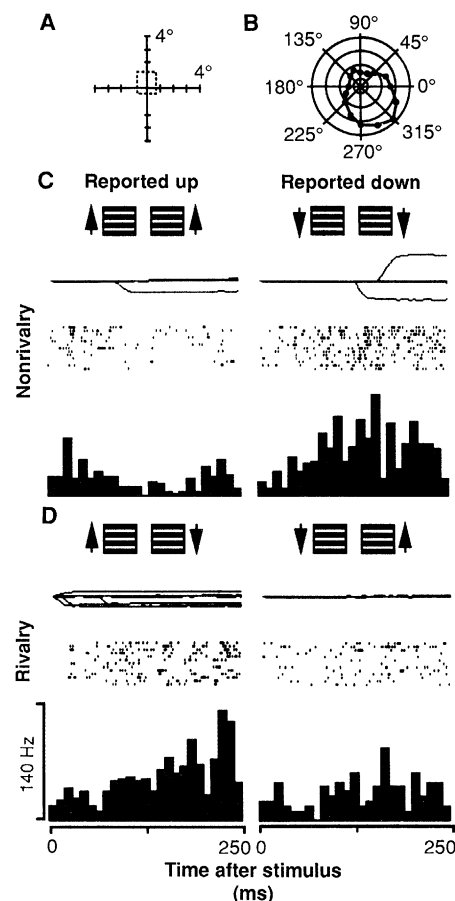 A
4°
4°
B
90°
135°
45°
180°
0°
225°
315°
270°
C
Reported up
Reported down
Nonrivalry
D
Rivalry
140 Hz
0
250
0
250
Time after stimulus
(ms)